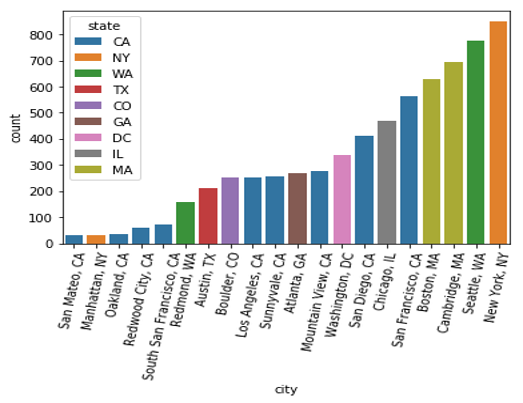 state
CA
NY
WA
TX
CO
GA
DC
IL
MA
count
800
700
600
500
400
300
200
100
0
San Mateo, CA
Manhattan, NY
Oakland, CA
Redwood City, CA
South San Francisco, CA
Redmond, WA
Austin, TX
Boulder, CO
Los Angeles, CA
Sunnyvale, CA
Atlanta, GA
Mountain View, CA
Washington, DC
San Diego, CA
Chicago, IL
San Francisco, CA
Boston, MA
Cambridge, MA
Seattle, WA
New York, NY
city